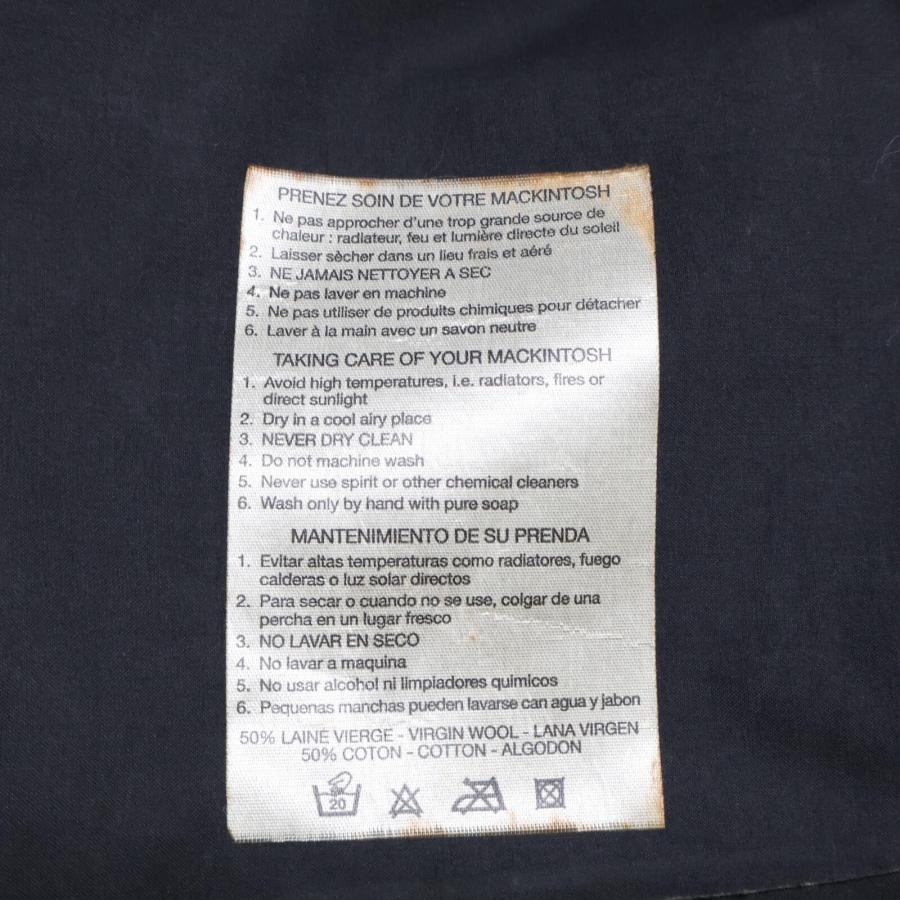 PRENEZ SOIN DE VOTRE MACKINTOSH
1. Ne pas approcher d'une trop grande source de
chaleur : radiateur, feu et lumière directe du soleil
2. Laisser sècher dans un lieu frais et aéré
3. NE JAMAIS NETTOYER A SEC
4. Ne pas laver en machine
5. Ne pas utiliser de produits chimiques pour détacher
6. Laver à la main avec un savon neutre
TAKING CARE OF YOUR MACKINTOSH
1. Avoid high temperatures, i.e. radiators, fires or
direct sunlight
2. Dry in a cool airy place
3. NEVER DRY CLEAN
4. Do not machine wash
5. Never use spirit or other chemical cleaners
6. Wash only by hand with pure soap
MANTENIMIENTO DE SU PRENDA
1. Evitar altas temperaturas como radiatores, fuego
calderas o luz solar directos
2. Para secar o cuando no se use, colgar de una
percha en un lugar fresco
3. NO LAVAR EN SECO
4. No lavar a maquina
5. No usar alcohol ni limpiadores quimicos
6. Pequenas manchas pueden lavarse can agua y jabon
50% LAINE VIERGE - VIRGIN WOOL - LANA VIRGEN
50% COTON - COTTON - ALGODON
20